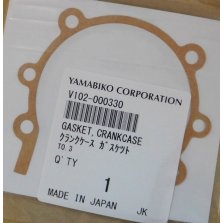 YAMABIKO CORPORATION
V102-000330
GASKET, CRANKCASE
クランクケース ガスケット
TO.3
Q'TY
1
MADE IN JAPAN JK